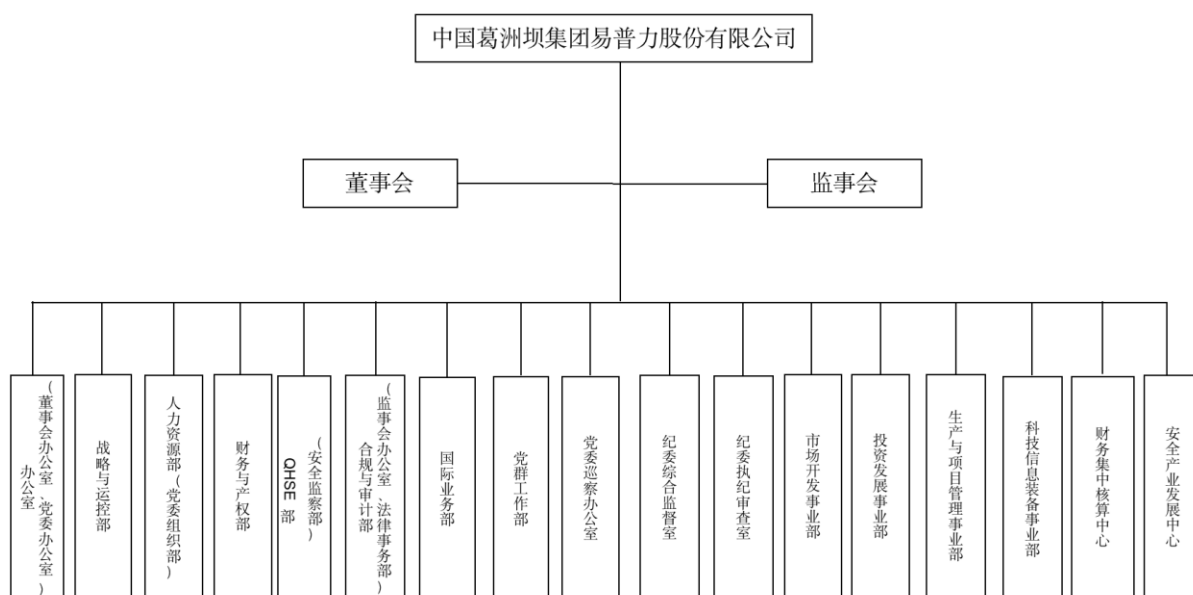 中国葛洲坝集团易普力股份有限公司
董事会
监事会
办公室
(董事会办公室、党委办公室)
战略与运控部
人力资源部(党委组织部)
财务与产权部
QHSE 部
(安全监察部)
合规与审计部
(监事会办公室、法律事务部)
国际业务部
党群工作部
党委巡察办公室
纪委综合监督室
纪委执纪审查室
市场开发事业部
投资发展事业部
生产与项目管理事业部
科技信息装备事业部
财务集中核算中心
安全产业发展中心